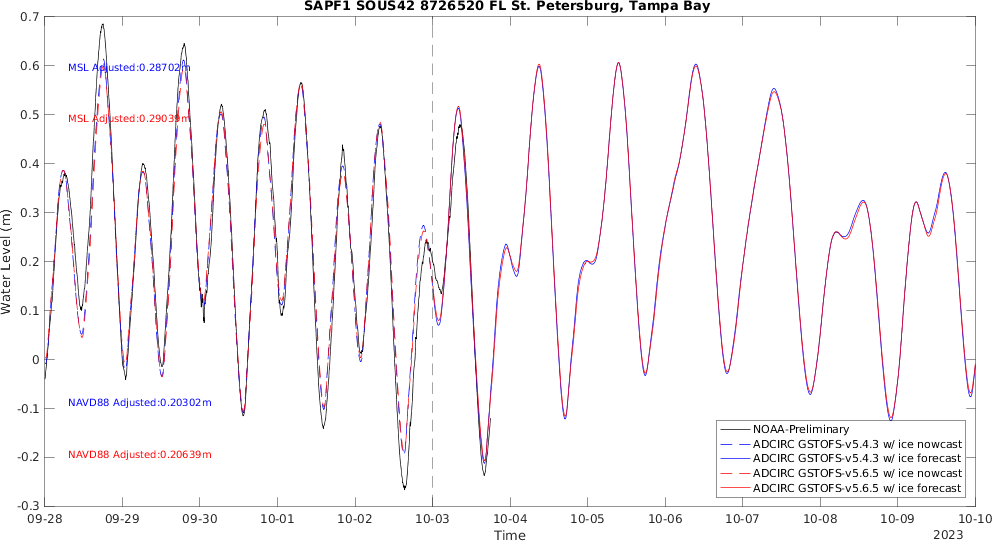 SAPF1 SOUS42 8726520 FL St. Petersburg, Tampa Bay
0.7
0.6
0.5
0.4
0.3
0.2
0.1
0
-0.1
-0.2
-0.3
Water Level (m)
MSL Adjusted:0.28702m
MSL Adjusted:0.29039m
NAVD88 Adjusted:0.20302m
NAVD88 Adjusted:0.20639m
NOAA-Preliminary
ADCIRC GSTOFS-v5.4.3 w/ ice nowcast
ADCIRC GSTOFS-v5.4.3 w/ ice forecast
ADCIRC GSTOFS-v5.6.5 w/ ice nowcast
ADCIRC GSTOFS-v5.6.5 w/ ice forecast
09-28 09-29 09-30 10-01 10-02 10-03 10-04 10-05 10-06 10-07 10-08 10-09 10-10
Time
2023